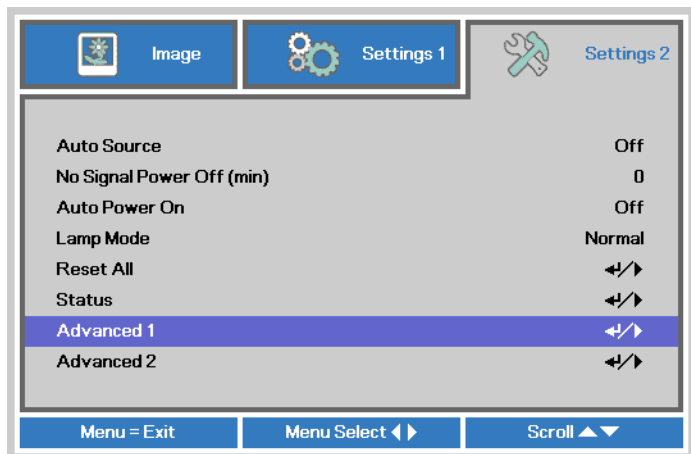 Image
Settings 1
Settings 2
Auto Source Off
No Signal Power Off (min) 0
Auto Power On Off
Lamp Mode Normal
Reset All ↵/▶
Status ↵/▶
Advanced 1 ↵/▶
Advanced 2 ↵/▶
Menu = Exit
Menu Select ◀ ▶
Scroll ▲▼